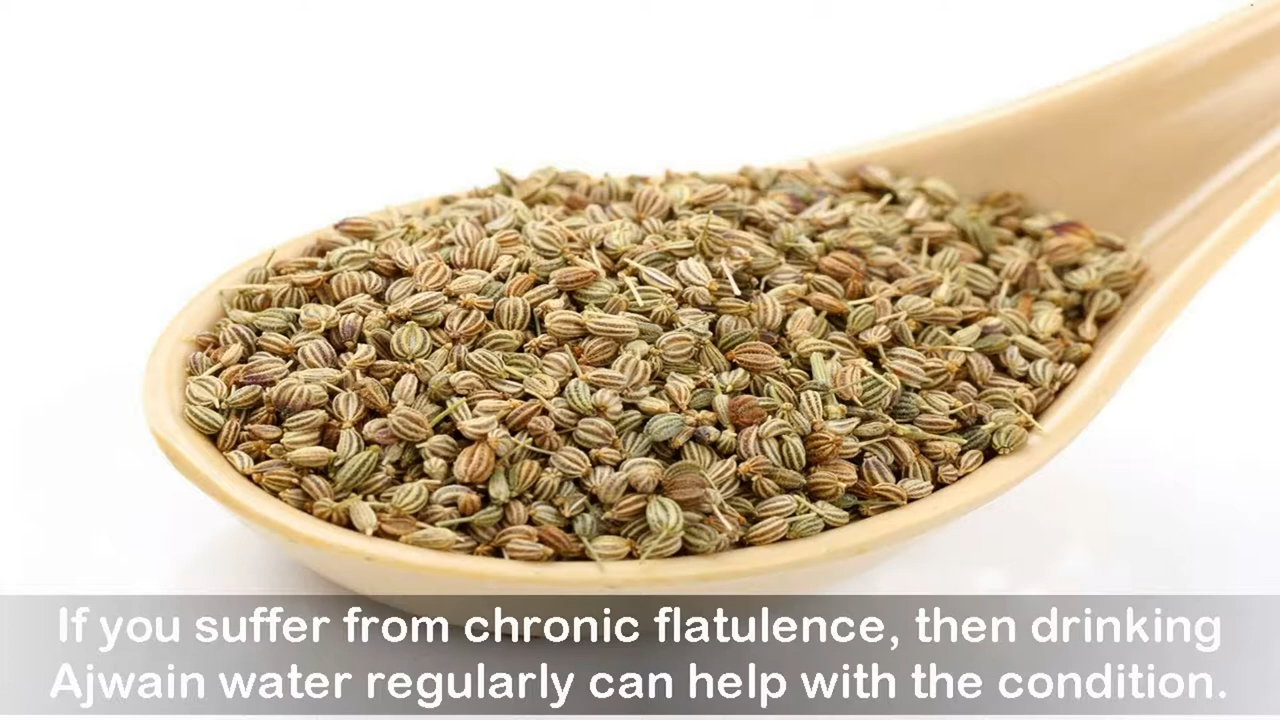 If you suffer from chronic flatulence, then drinking
Ajwain water regularly can help with the condition.